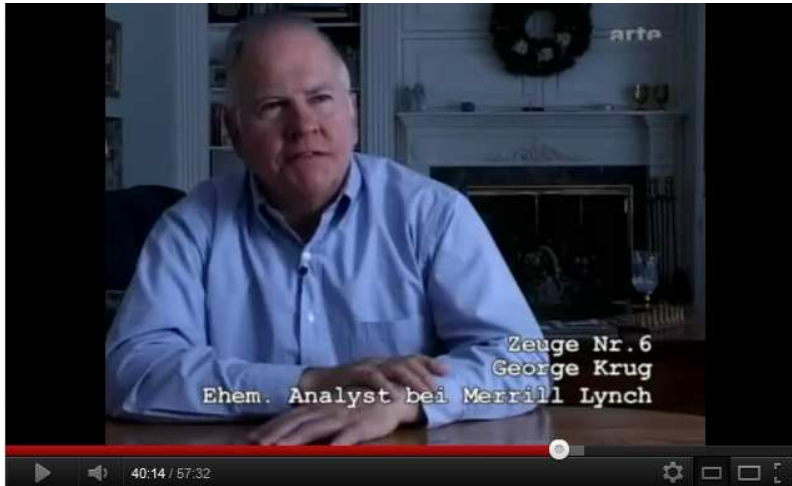 arte
Zeuge Nr.6
George Krug
Ehem. Analyst bei Merrill Lynch
40:14 / 57:32